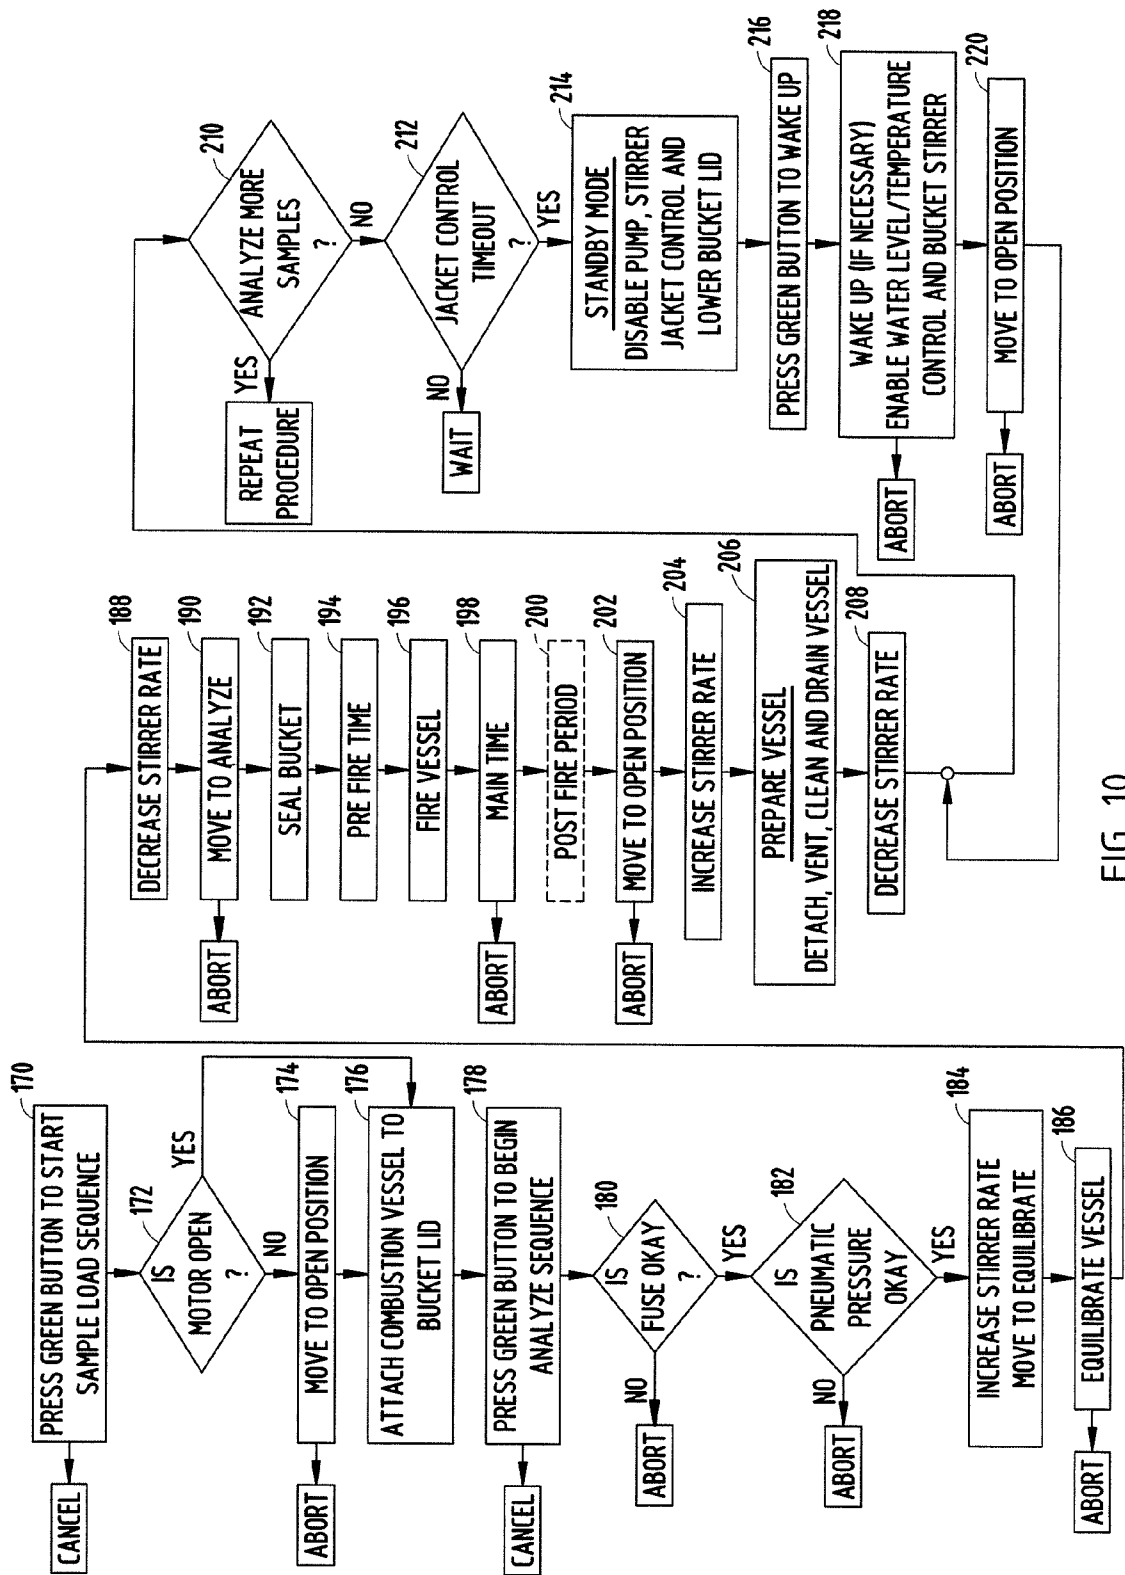 170
PRESS GREEN BUTTON TO START
SAMPLE LOAD SEQUENCE
CANCEL
172
IS
MOTOR OPEN
?
YES
NO
174
MOVE TO OPEN POSITION
ABORT
176
ATTACH COMBUSTION VESSEL TO
BUCKET LID
178
PRESS GREEN BUTTON TO BEGIN
ANALYZE SEQUENCE
CANCEL
180
IS
FUSE OKAY
?
NO
ABORT
YES
182
IS
PNEUMATIC
PRESSURE
OKAY
NO
ABORT
YES
184
INCREASE STIRRER RATE
MOVE TO EQUILIBRATE
186
EQUILIBRATE VESSEL
ABORT
188
DECREASE STIRRER RATE
190
MOVE TO ANALYZE
ABORT
192
SEAL BUCKET
194
PRE FIRE TIME
196
FIRE VESSEL
198
MAIN TIME
ABORT
200
POST FIRE PERIOD
202
MOVE TO OPEN POSITION
ABORT
204
INCREASE STIRRER RATE
206
PREPARE VESSEL
DETACH, VENT, CLEAN AND DRAIN VESSEL
208
DECREASE STIRRER RATE
210
ANALYZE MORE
SAMPLES
?
YES
REPEAT
PROCEDURE
NO
212
JACKET CONTROL
TIMEOUT
?
NO
WAIT
YES
214
STANDBY MODE
DISABLE PUMP, STIRRER
JACKET CONTROL AND
LOWER BUCKET LID
216
PRESS GREEN BUTTON TO WAKE UP
218
WAKE UP (IF NECESSARY)
ENABLE WATER LEVEL/TEMPERATURE
CONTROL AND BUCKET STIRRER
ABORT
220
MOVE TO OPEN POSITION
ABORT
FIG. 10